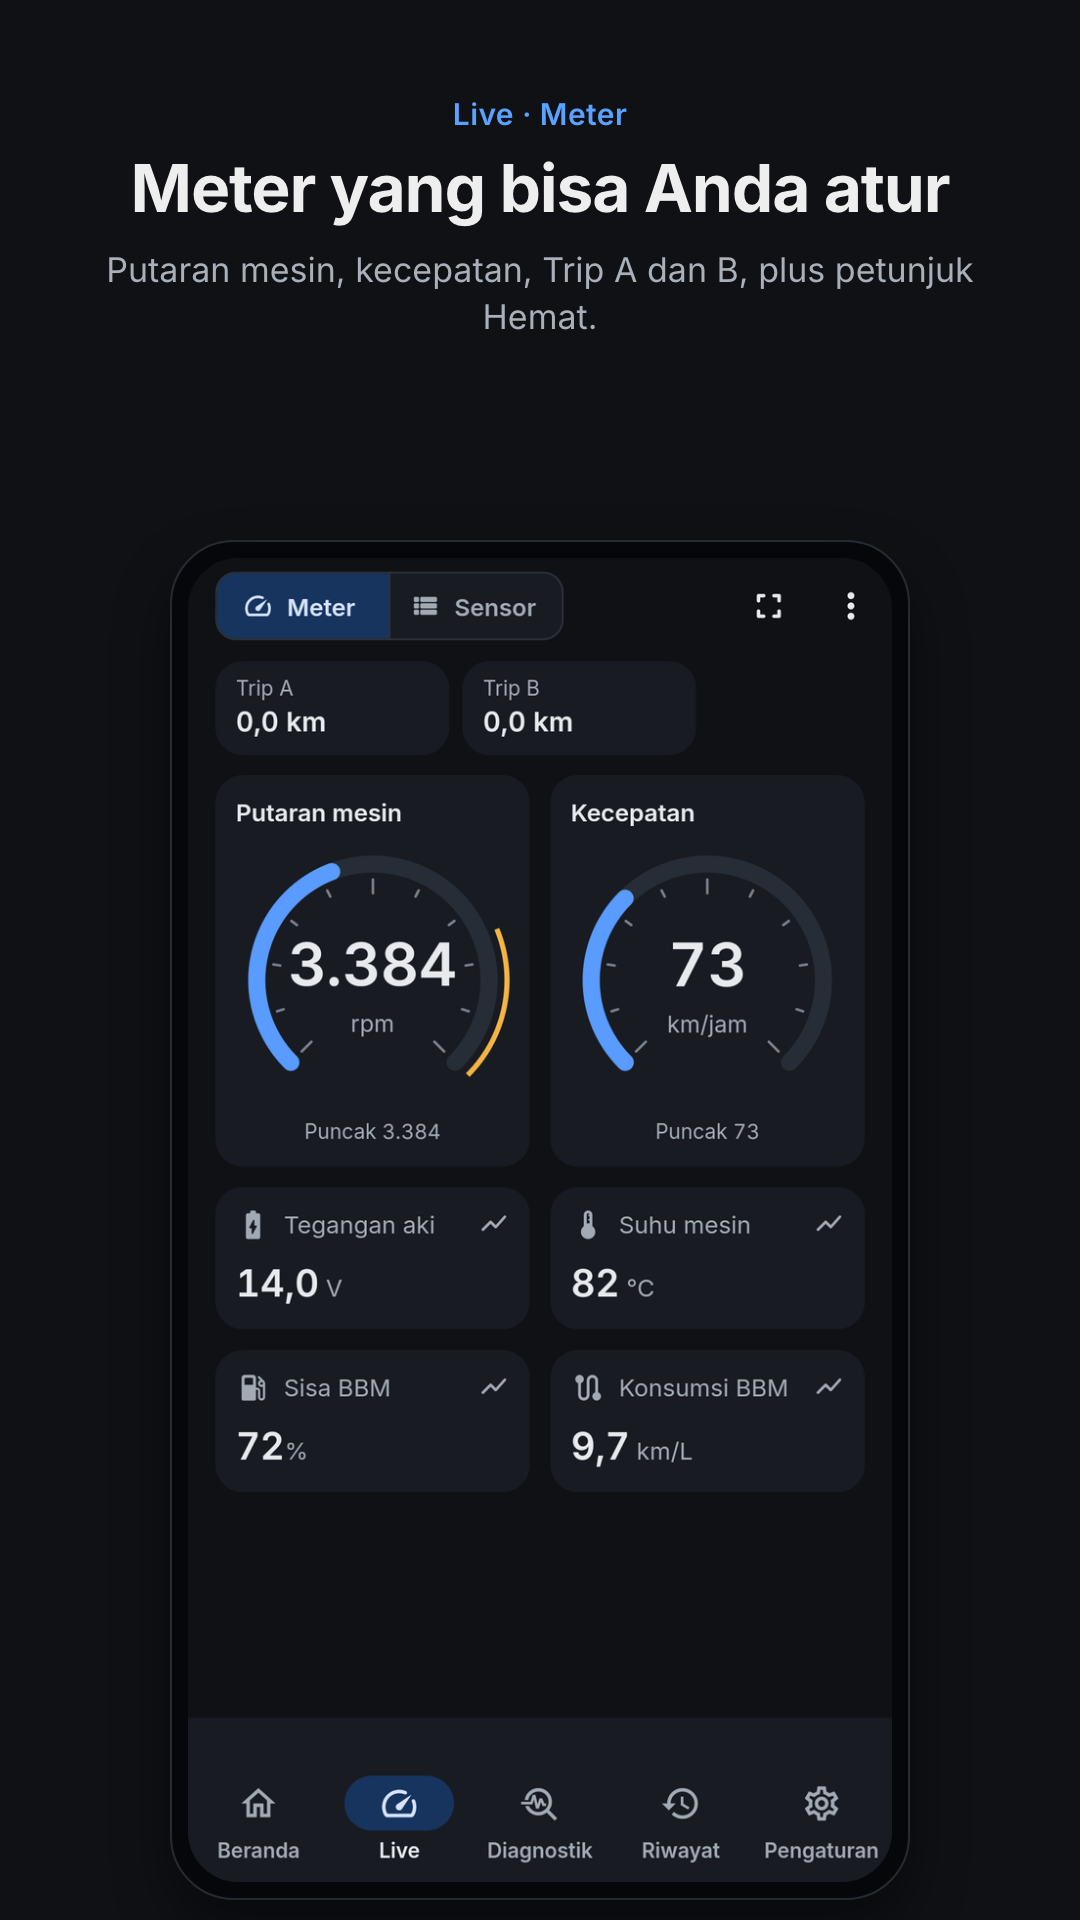 Live · Meter
Meter yang bisa Anda atur
Putaran mesin, kecepatan, Trip A dan B, plus petunjuk
Hemat.
Meter
Sensor
Trip A
0,0 km
Trip B
0,0 km
Putaran mesin
3.384
rpm
Puncak 3.384
Kecepatan
73
km/jam
Puncak 73
Tegangan aki
14,0 V
Suhu mesin
82 °C
Sisa BBM
72%
Konsumsi BBM
9,7 km/L
Beranda
Live
Diagnostik
Riwayat
Pengaturan